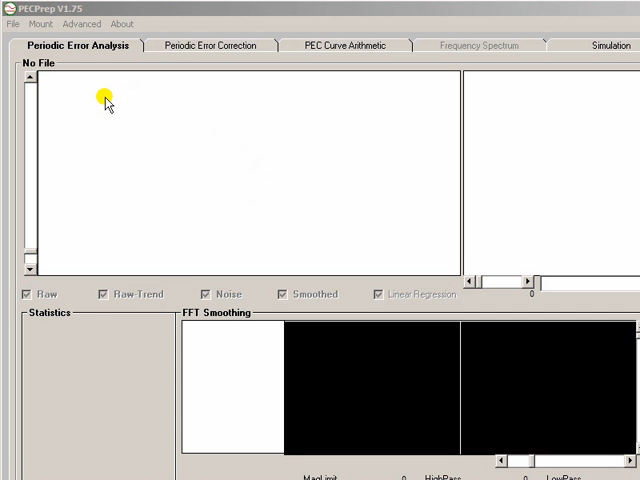 PECPrep V1.75
File Mount Advanced About
Periodic Error Analysis Periodic Error Correction PEC Curve Arithmetic Frequency Spectrum Simulation
No File
0
Raw Raw-Trend Noise Smoothed Linear Regression
Statistics FFT Smoothing
MagLimit 0 HighPass 0 LowPass